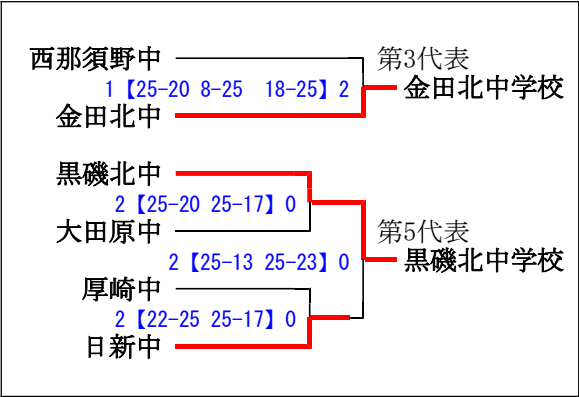 西那須野中
第3代表
1【25-20 8-25 18-25】2
金田北中学校
金田北中
黒磯北中
2【25-20 25-17】0
大田原中
第5代表
2【25-13 25-23】0
黒磯北中学校
厚崎中
2【22-25 25-17】0
日新中